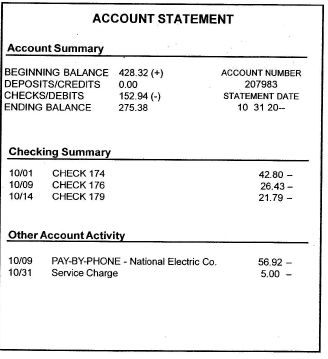 ACCOUNT STATEMENT
Account Summary
BEGINNING BALANCE 428.32 (+) ACCOUNT NUMBER
DEPOSITS/CREDITS 0.00 207983
CHECKS/DEBITS 152.94 (-) STATEMENT DATE
ENDING BALANCE 275.38 10 31 20--
Checking Summary
10/01 CHECK 174 42.80 –
10/09 CHECK 176 26.43 –
10/14 CHECK 179 21.79 –
Other Account Activity
10/09 PAY-BY-PHONE - National Electric Co. 56.92 –
10/31 Service Charge 5.00 –